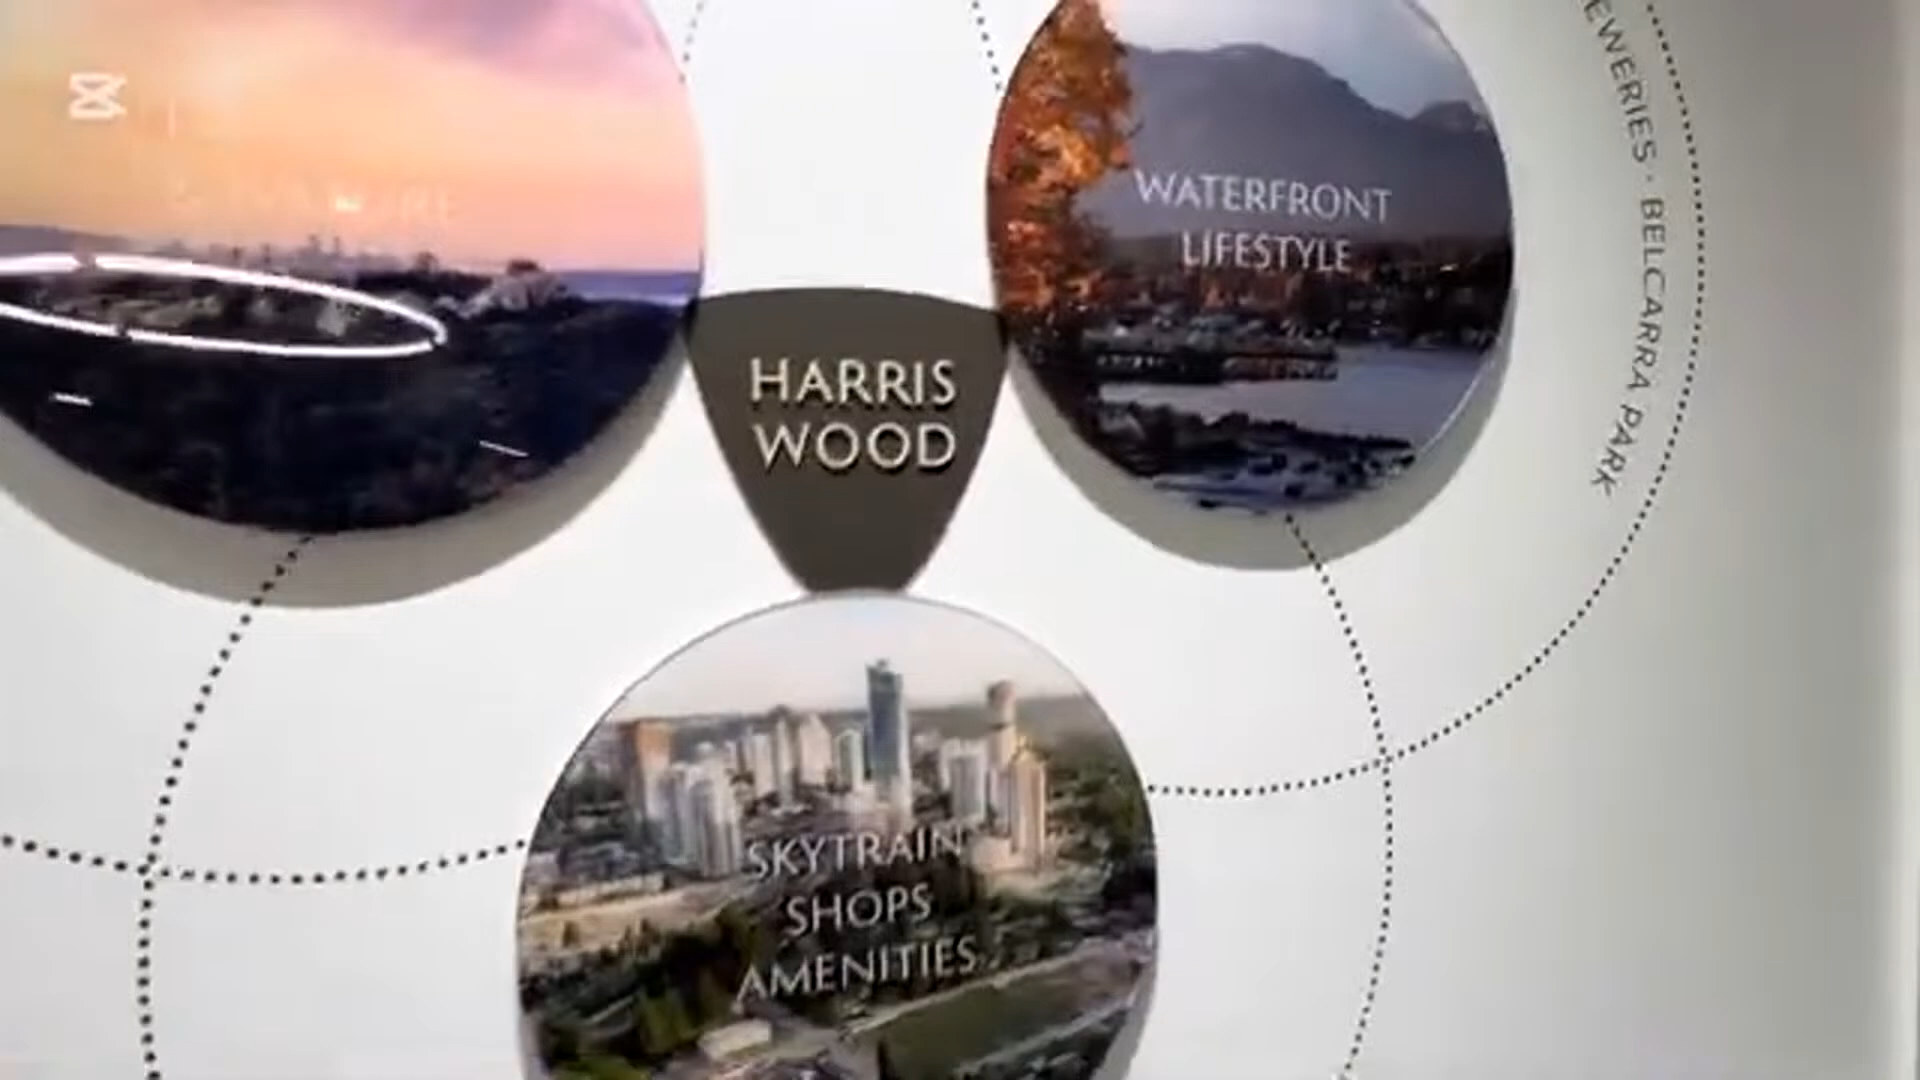 WATERFRONT
LIFESTYLE
HARRIS
WOOD
SKYTRAIN
SHOPS
AMENITIES
EWERIES · BELCARRA PARK